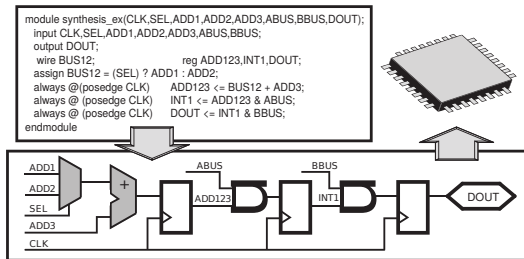 module synthesis_ex(CLK,SEL,ADD1,ADD2,ADD3,ABUS,BBUS,DOUT);
input CLK,SEL,ADD1,ADD2,ADD3,ABUS,BBUS;
output DOUT;
wire BUS12; reg ADD123,INT1,DOUT;
assign BUS12 = (SEL) ? ADD1 : ADD2;
always @(posedge CLK) ADD123 <= BUS12 + ADD3;
always @ (posedge CLK) INT1 <= ADD123 & ABUS;
always @ (posedge CLK) DOUT <= INT1 & BBUS;
endmodule
ADD1
ADD2
SEL
ADD3
CLK
+
ABUS
ADD123
BBUS
INT1
DOUT